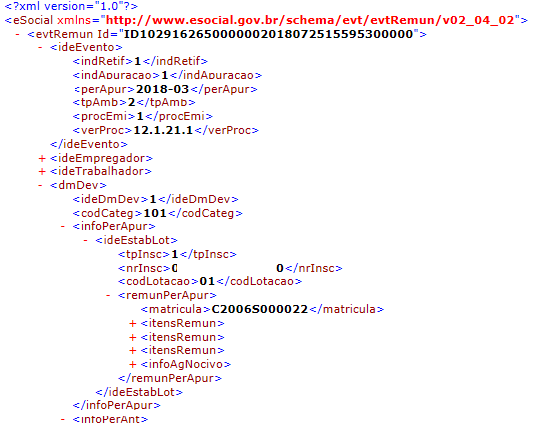 <?xml version="1.0"?>
<eSocial xmlns="http://www.esocial.gov.br/schema/evt/evtRemun/v02_04_02">
- <evtRemun Id="ID1029162650000002018072515595300000">
- <ideEvento>
<indRetif>1</indRetif>
<indApuracao>1</indApuracao>
<perApur>2018-03</perApur>
<tpAmb>2</tpAmb>
<procEmi>1</procEmi>
<verProc>12.1.21.1</verProc>
</ideEvento>
+ <ideEmpregador>
+ <ideTrabalhador>
- <dmDev>
<ideDmDev>1</ideDmDev>
<codCateg>101</codCateg>
- <infoPerApur>
- <ideEstabLot>
<tpInsc>1</tpInsc>
<nrInsc>0 0</nrInsc>
<codLotacao>01</codLotacao>
- <remunPerApur>
<matricula>C2006S000022</matricula>
+ <itensRemun>
+ <itensRemun>
+ <itensRemun>
+ <infoAgNocivo>
</remunPerApur>
</ideEstabLot>
</infoPerApur>
- <infoPerAnt>